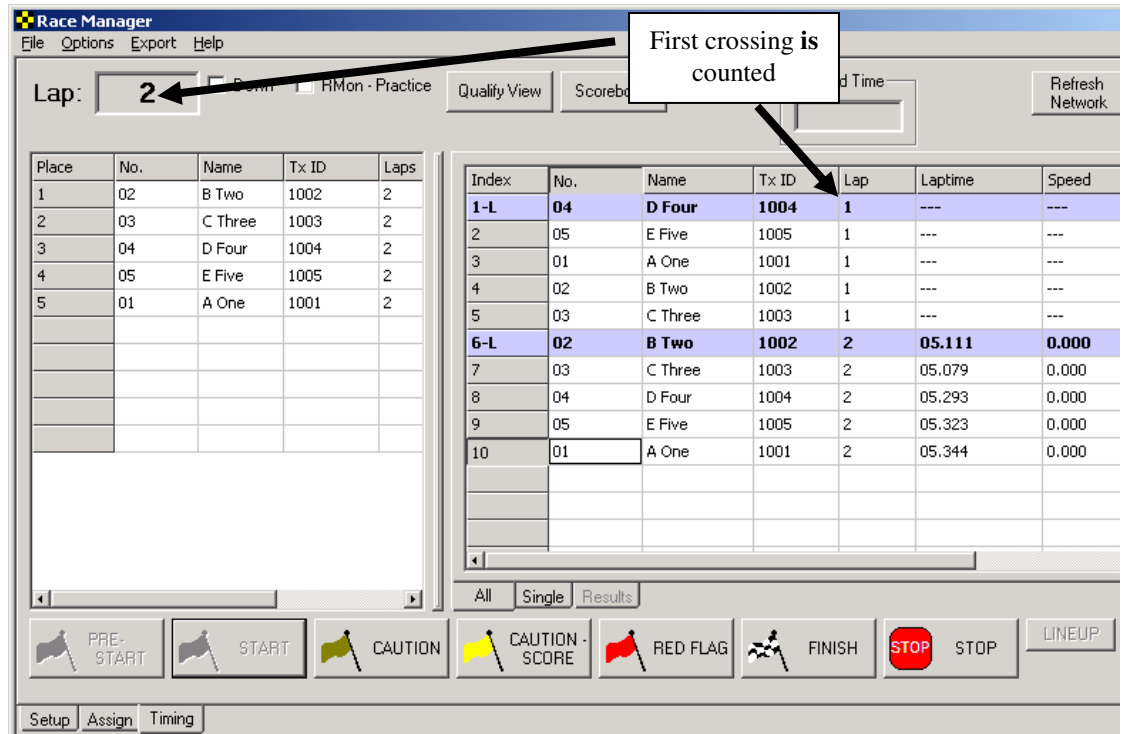 Race Manager
File Options Export Help
First crossing is
counted
Lap: 2 RMon - Practice Qualify View d Time Refresh
Network
Place No. Name Tx ID Laps
1 02 B Two 1002 2
2 03 C Three 1003 2
3 04 D Four 1004 2
4 05 E Five 1005 2
5 01 A One 1001 2
Index No. Name Tx ID Lap Laptime Speed
1-L 04 D Four 1004 1 --- ---
2 05 E Five 1005 1 --- ---
3 01 A One 1001 1 --- ---
4 02 B Two 1002 1 --- ---
5 03 C Three 1003 1 --- ---
6-L 02 B Two 1002 2 05.111 0.000
7 03 C Three 1003 2 05.079 0.000
8 04 D Four 1004 2 05.293 0.000
9 05 E Five 1005 2 05.323 0.000
10 01 A One 1001 2 05.344 0.000
All Single Results
PRE-
START
START
CAUTION
CAUTION -
SCORE
RED FLAG
FINISH
STOP STOP
LINEUP
Setup Assign Timing